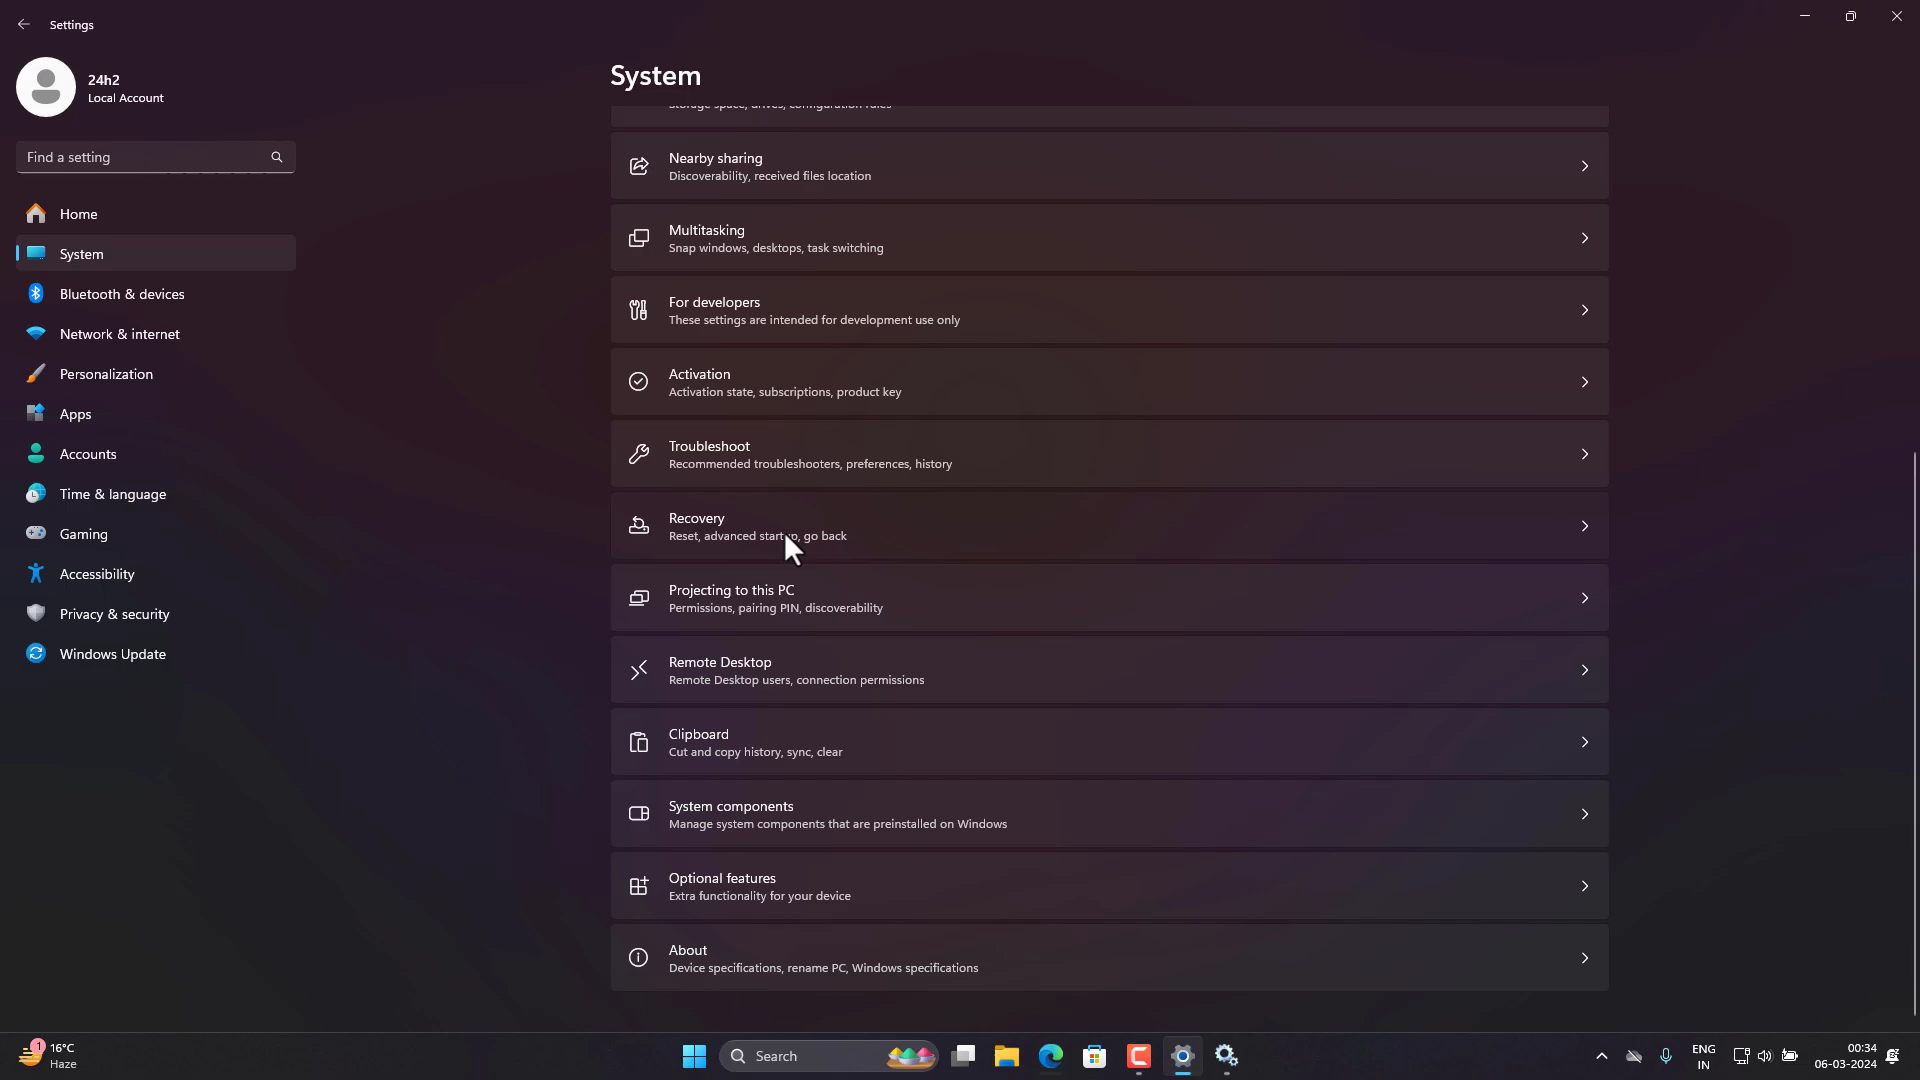 Settings
24h2
Local Account
Find a setting
Home
System
Bluetooth & devices
Network & internet
Personalization
Apps
Accounts
Time & language
Gaming
Accessibility
Privacy & security
Windows Update
System
Storage space, drives, configuration rules
Nearby sharing
Discoverability, received files location
Multitasking
Snap windows, desktops, task switching
For developers
These settings are intended for development use only
Activation
Activation state, subscriptions, product key
Troubleshoot
Recommended troubleshooters, preferences, history
Recovery
Reset, advanced startup, go back
Projecting to this PC
Permissions, pairing PIN, discoverability
Remote Desktop
Remote Desktop users, connection permissions
Clipboard
Cut and copy history, sync, clear
System components
Manage system components that are preinstalled on Windows
Optional features
Extra functionality for your device
About
Device specifications, rename PC, Windows specifications
1
16°C
Haze
Search
ENG
IN
00:34
06-03-2024